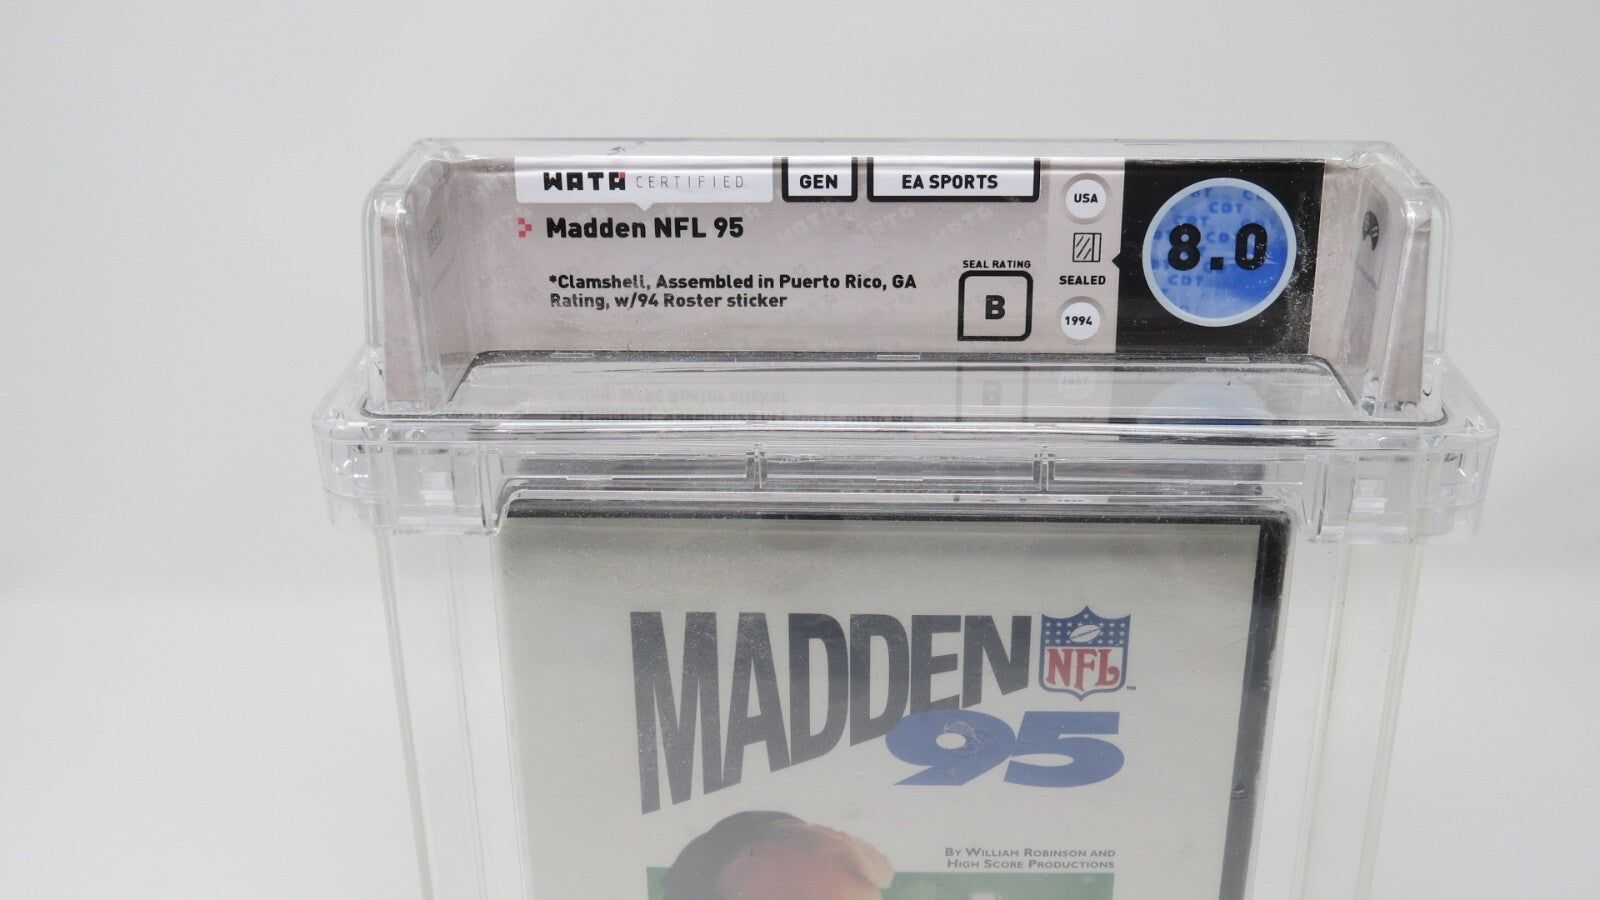 WATA CERTIFIED
GEN
EA SPORTS
Madden NFL 95
*Clamshell, Assembled in Puerto Rico, GA
Rating, w/94 Roster sticker
SEAL RATING
B
USA
SEALED
1994
8.0
MADDEN
NFL
™
95
BY WILLIAM ROBINSON AND
HIGH SCORE PRODUCTIONS